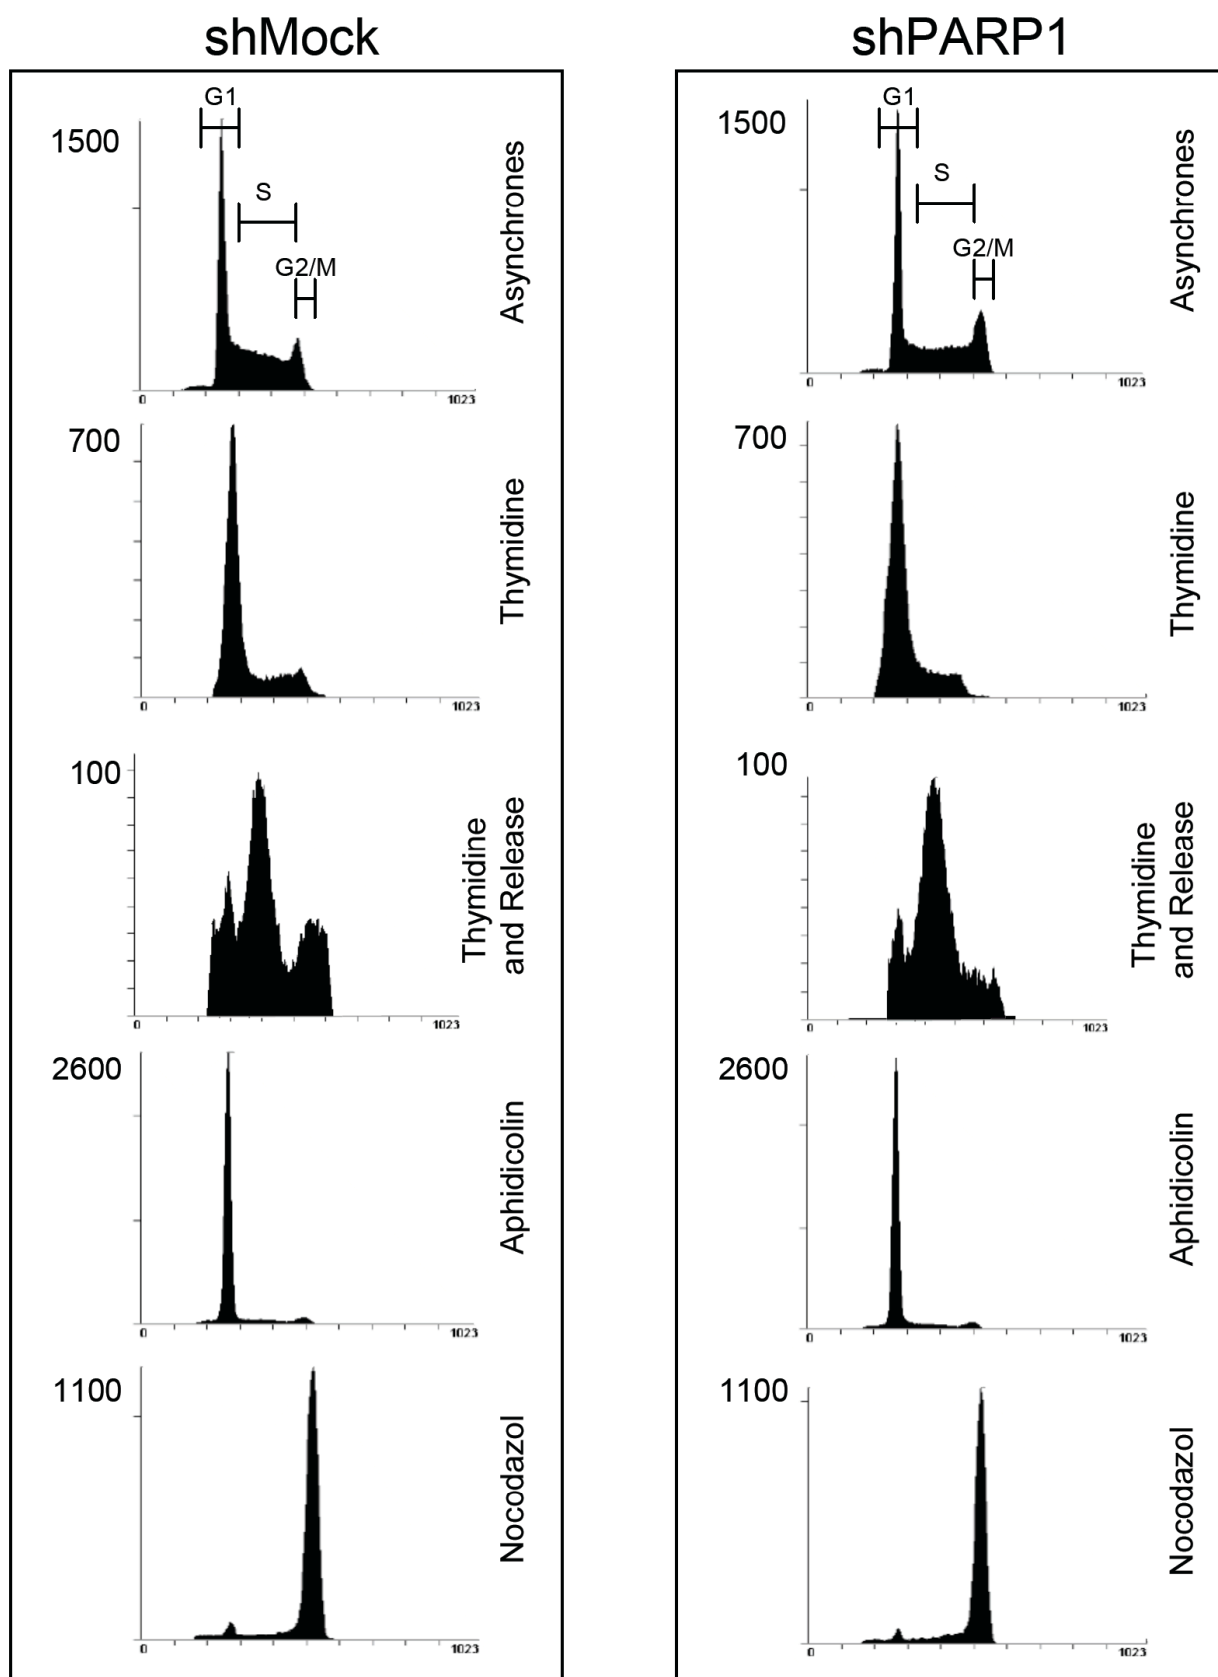 shMock
G1
1500
S
G2/M
Asynchrones
0 1023
700
Thymidine
0 1023
100
Thymidine
and Release
0 1023
2600
Aphidicolin
0 1023
1100
Nocodazol
0 1023
shPARP1
G1
1500
S
G2/M
Asynchrones
0 1023
700
Thymidine
0 1023
100
Thymidine
and Release
0 1023
2600
Aphidicolin
0 1023
1100
Nocodazol
0 1023